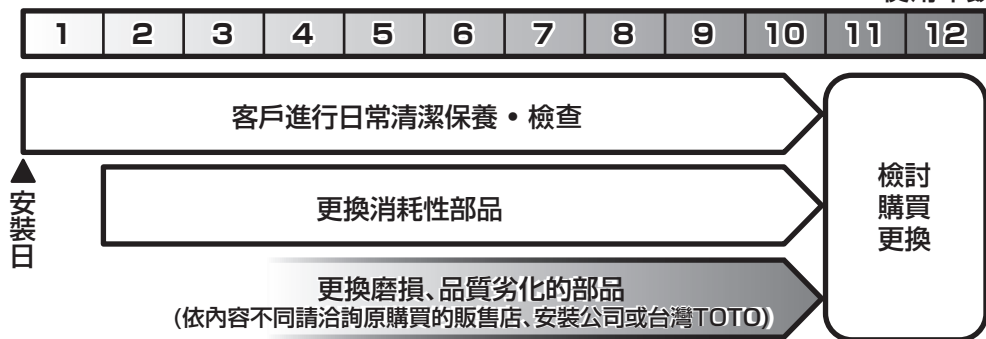 1 2 3 4 5 6 7 8 9 10 11 12
客戶進行日常清潔保養・檢查
安裝日
更換消耗性部品
更換磨損、品質劣化的部品
(依內容不同請洽詢原購買的販售店、安裝公司或台灣TOTO)
檢討
購買
更換